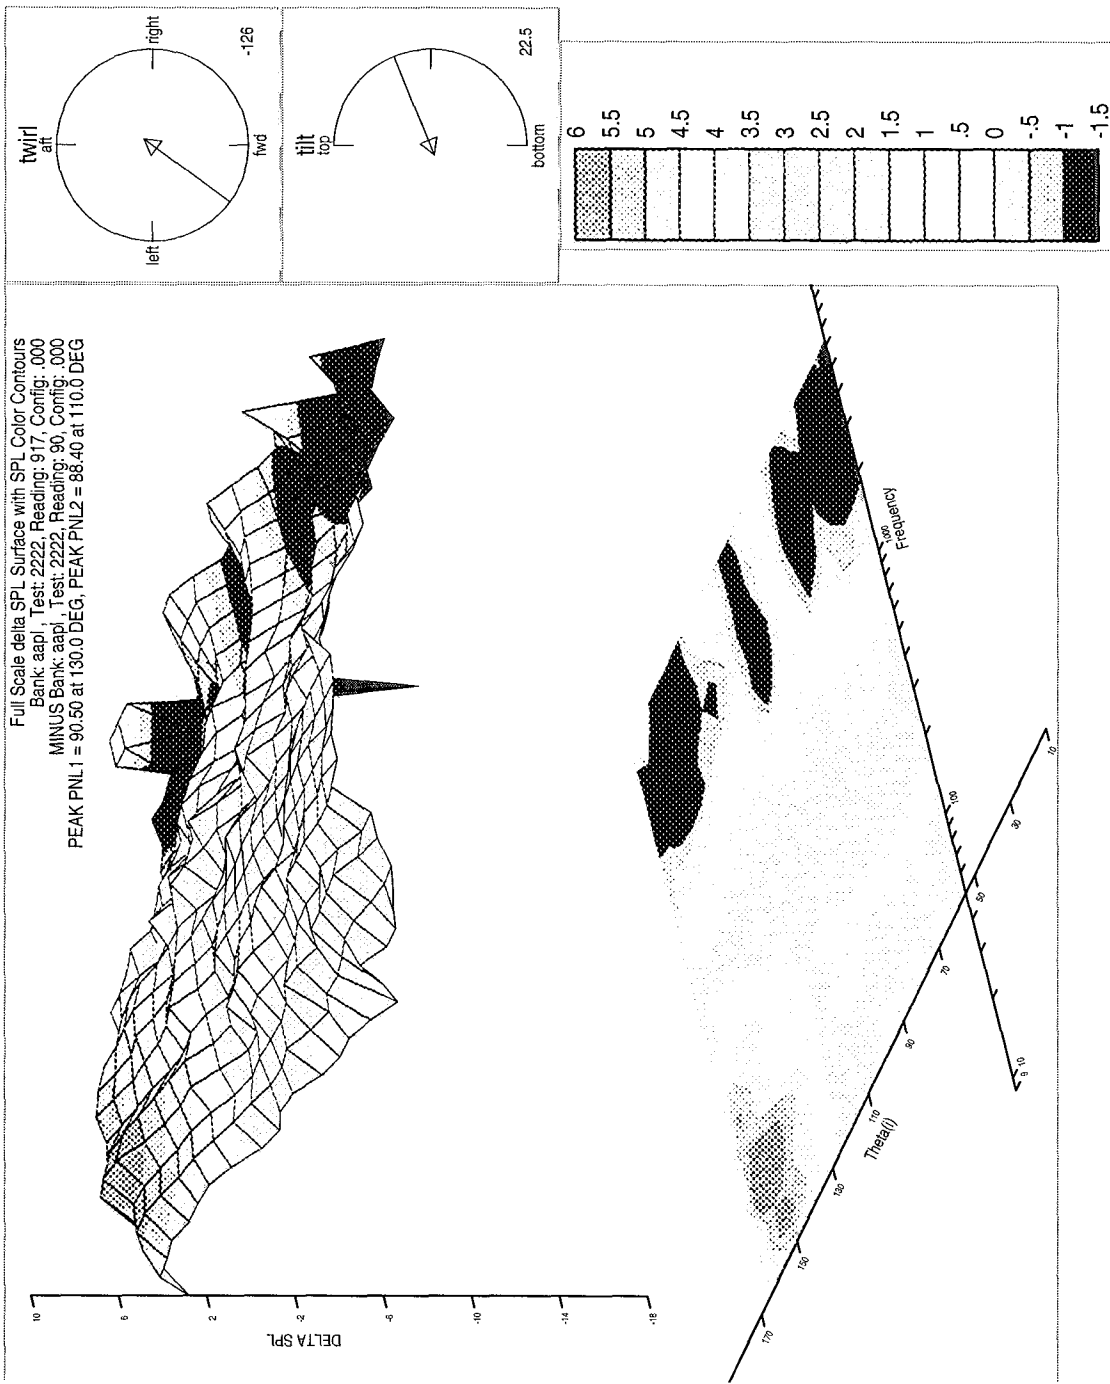 Full Scale delta SPL Surface with SPL Color Contours
Bank: aapl , Test: 2222, Reading: 917, Config: .000
MINUS Bank: aapl , Test: 2222, Reading: 90, Config: .000
PEAK PNL1 = 90.50 at 130.0 DEG, PEAK PNL2 = 88.40 at 110.0 DEG
twirl
aft
left
right
fwd
-126
tilt
top
bottom
22.5
6
5.5
5
4.5
4
3.5
3
2.5
2
1
.5
0
-.5
-1
-1.5
10
6
2
-2
-6
-10
-14
-18
DELTA SPL
170
150
130
110
90
70
50
30
10
Theta(i)
9 10
100
1000
Frequency